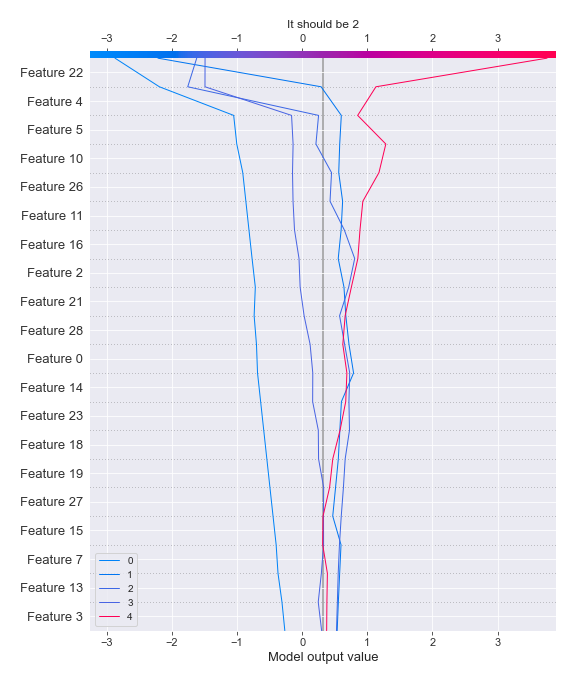 It should be 2
−3 −2 −1 0 1 2 3
Feature 22
Feature 4
Feature 5
Feature 10
Feature 26
Feature 11
Feature 16
Feature 2
Feature 21
Feature 28
Feature 0
Feature 14
Feature 23
Feature 18
Feature 19
Feature 27
Feature 15
Feature 7
Feature 13
Feature 3
0
1
2
3
4
−3 −2 −1 0 1 2 3
Model output value